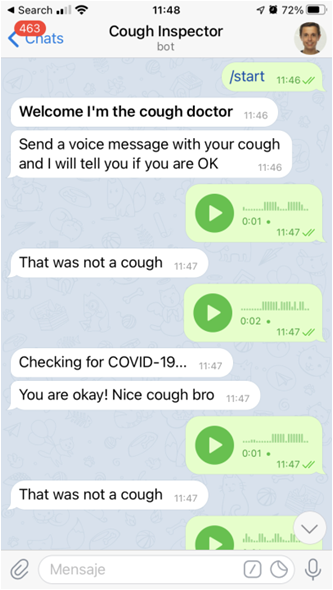 Search
11:48
72%
463
Chats
Cough Inspector
bot
/start 11:46
Welcome I'm the cough doctor 11:46
Send a voice message with your cough
and I will tell you if you are OK 11:46
0:01
11:47
That was not a cough 11:47
0:02
11:47
Checking for COVID-19... 11:47
You are okay! Nice cough bro 11:47
0:01
11:47
That was not a cough 11:47
Mensaje